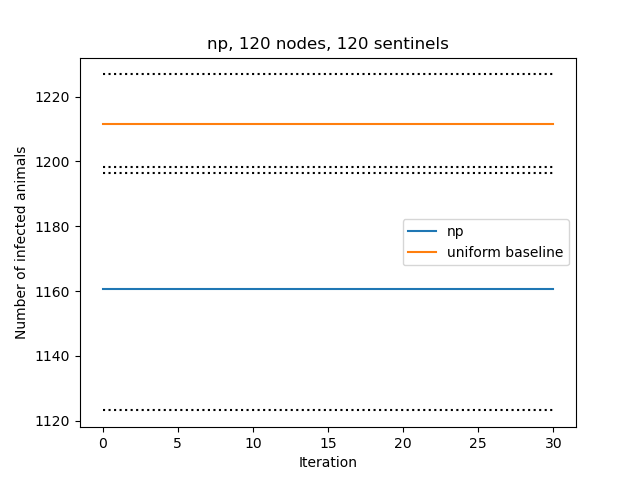 np, 120 nodes, 120 sentinels
Number of infected animals
1220
1200
1180
1160
1140
1120
np
uniform baseline
0 5 10 15 20 25 30
Iteration